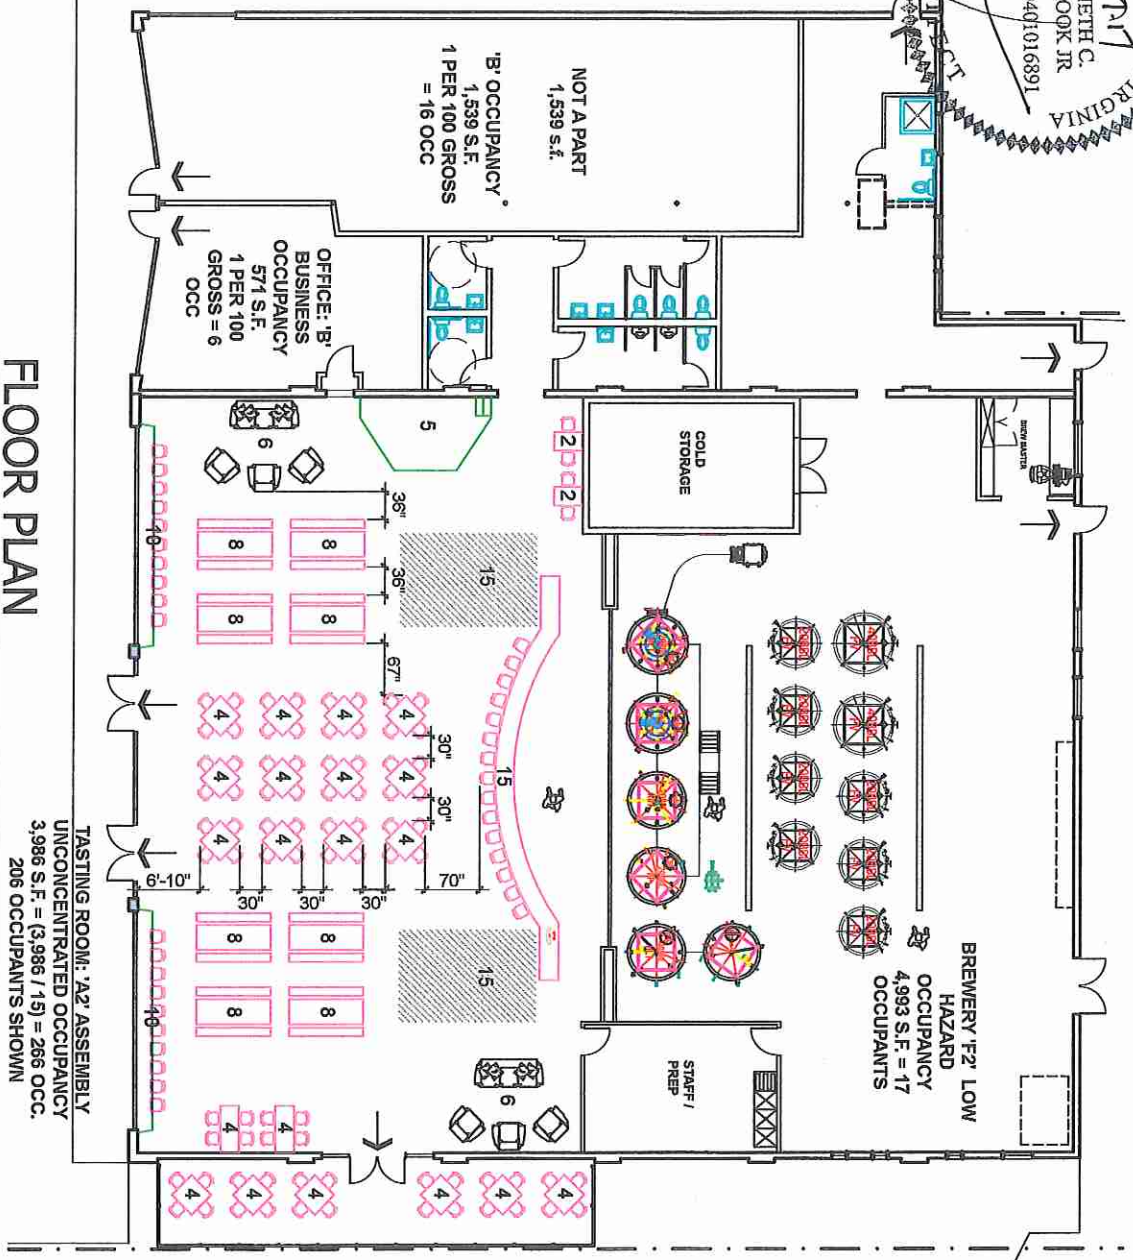 VIRGINIA
401016891
NOT A PART
1,539 s.f.
'B' OCCUPANCY
1,539 S.F.
1 PER 100 GROSS
= 16 OCC
OFFICE: 'B'
BUSINESS
OCCUPANCY
571 S.F.
1 PER 100
GROSS = 6
OCC
BREW MASTER
COLD
STORAGE
BREWERY 'F2' LOW
HAZARD
OCCUPANCY
4,993 S.F. = 17
OCCUPANTS
STAFF /
PREP
5
6
2
2
36"
8
8
15
36"
8
8
10
67"
4
4
4
4
30"
4
4
4
4
15
30"
4
4
4
4
6'-10"
30"
30"
30"
70"
8
8
15
8
8
10
6
4
4
4
4
4
4
4
4
TASTING ROOM: 'A2' ASSEMBLY
UNCONCENTRATED OCCUPANCY
3,986 S.F. = (3,986 / 15) = 266 OCC.
206 OCCUPANTS SHOWN
FLOOR PLAN